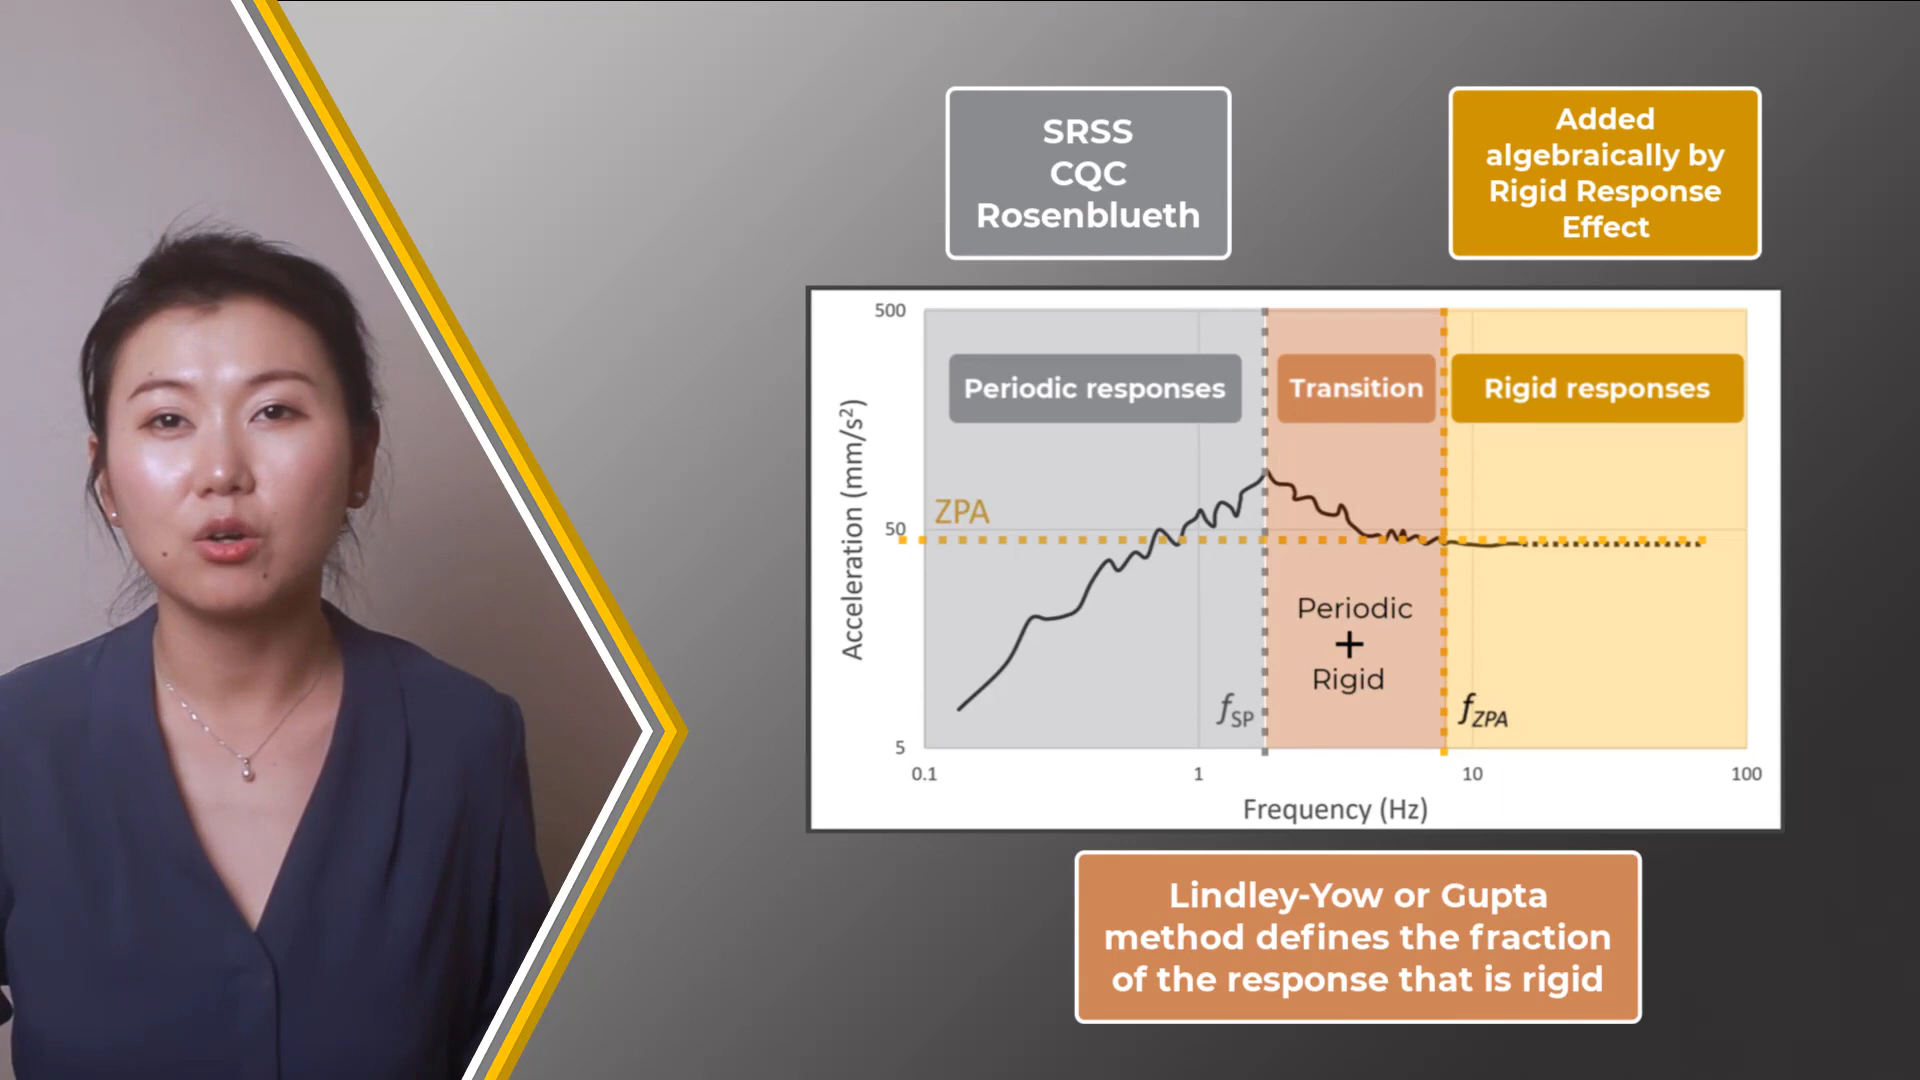 SRSS
CQC
Rosenblueth
Added
algebraically by
Rigid Response
Effect
500
Periodic responses
Transition
Rigid responses
Acceleration (mm/s²)
ZPA
50
Periodic
+
Rigid
fSP
fZPA
5
0.1
1
10
100
Frequency (Hz)
Lindley-Yow or Gupta
method defines the fraction
of the response that is rigid